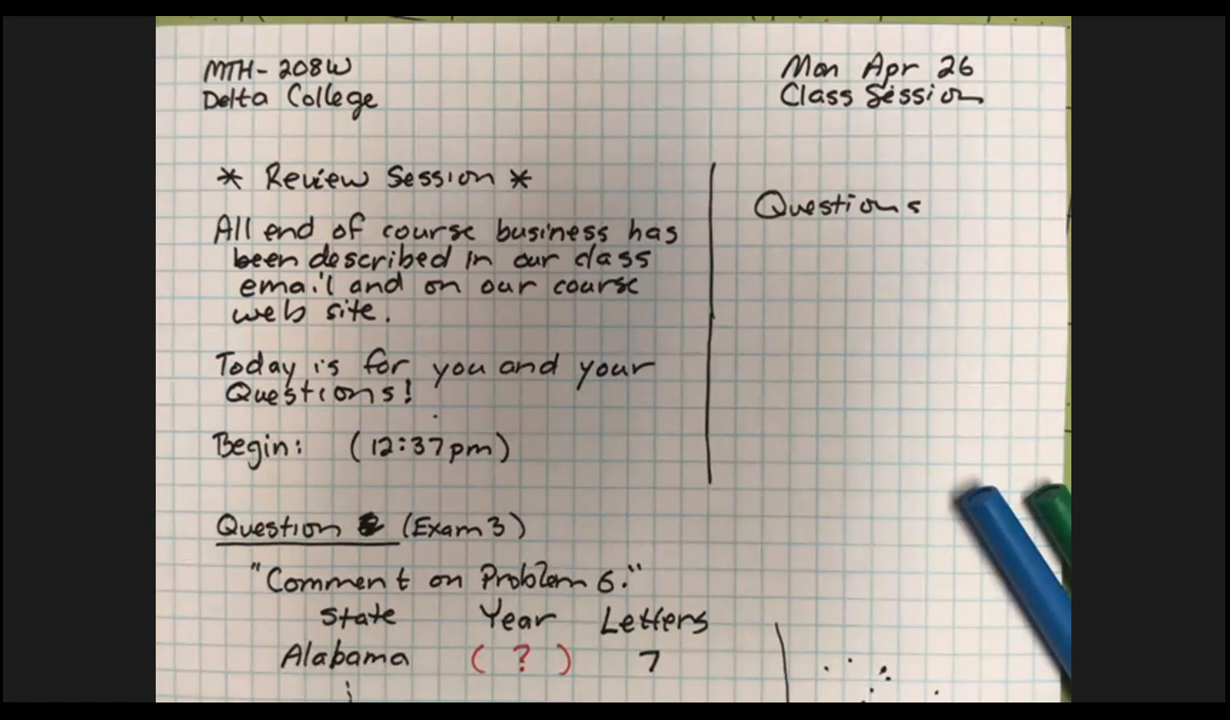 MTH-208W
Delta College
Mon Apr 26
Class Session
* Review Session *
All end of course business has
been described in our class
email and on our course
web site.
Today is for you and your
Questions!
Begin: (12:37pm)
Questions
Question (Exam 3)
"Comment on Problem 6."
State Year Letters
Alabama ( ? ) 7